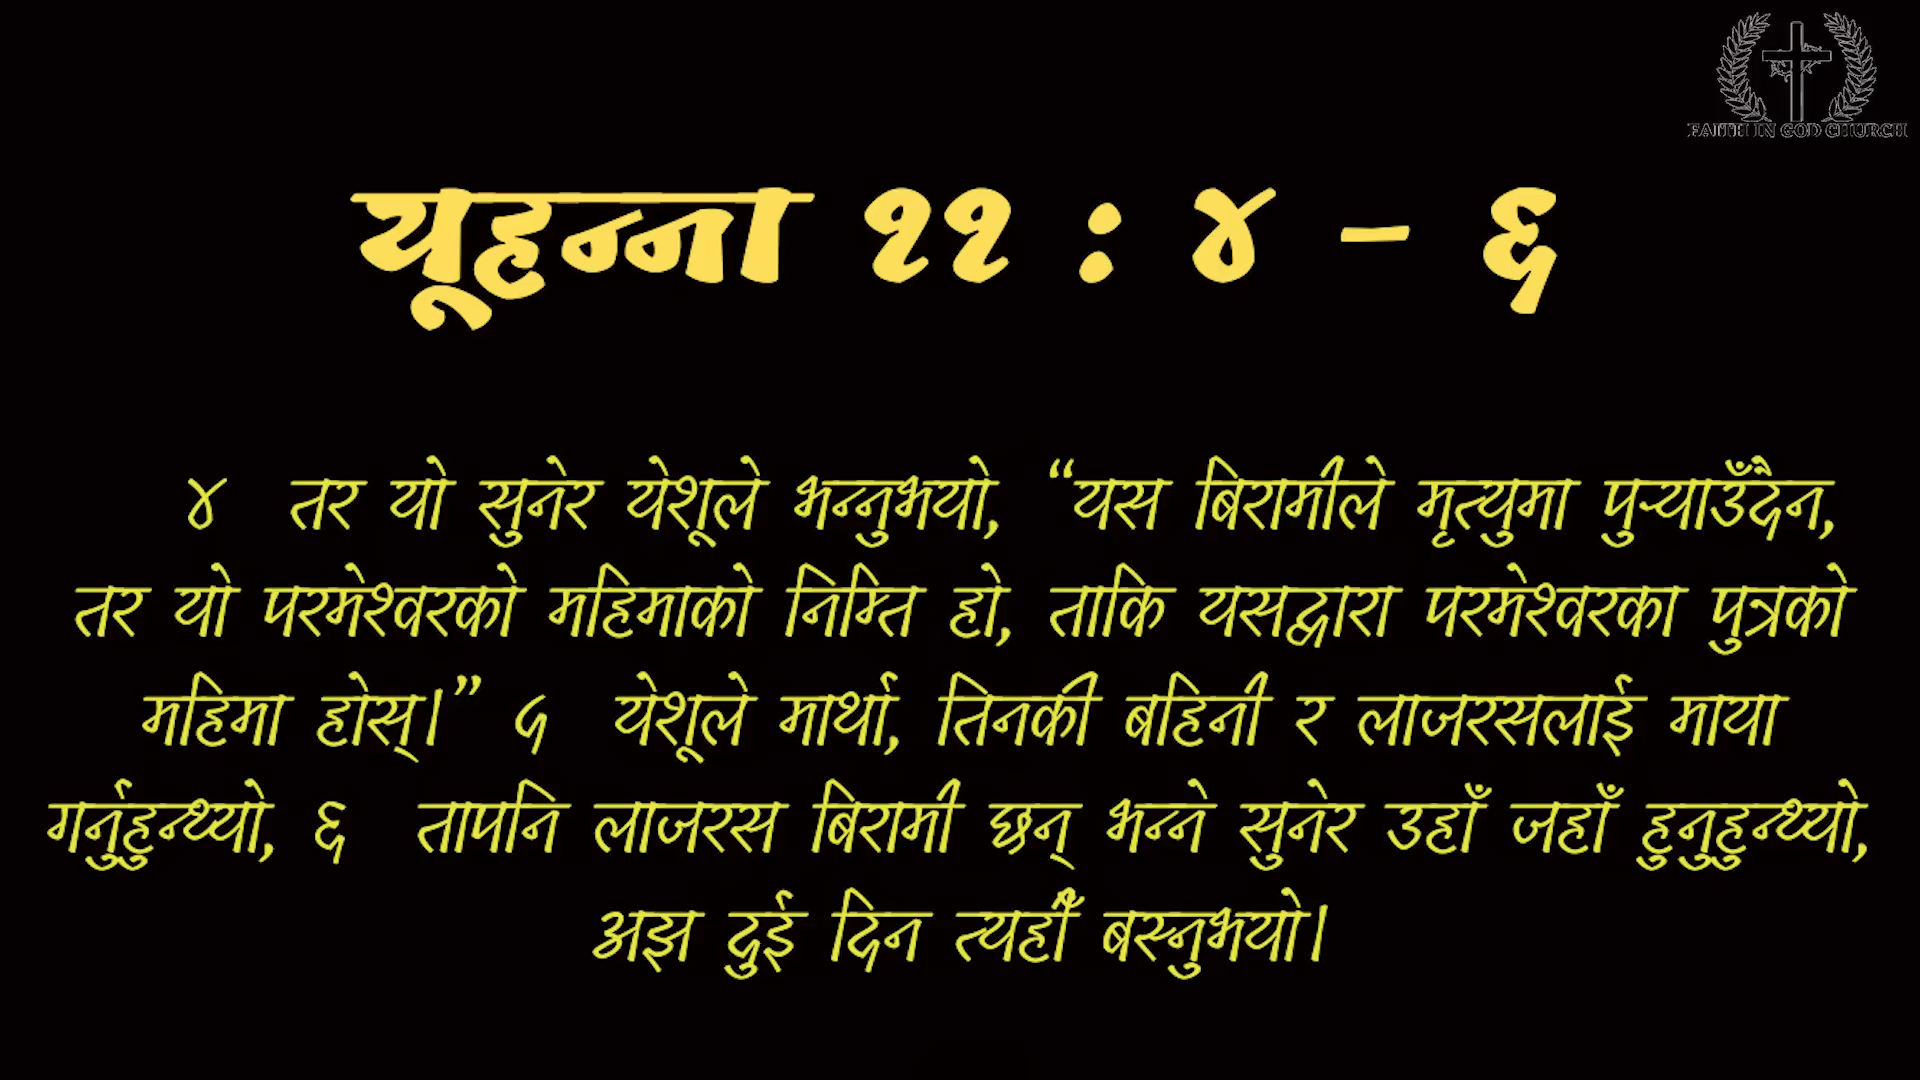 FAITH IN GOD CHURCH
यूहन्ना ११ : ४ - ६
४ तर यो सुनेर येशूले भन्नुभयो, “यस बिरामीले मृत्युमा पुऱ्याउँदैन,
तर यो परमेश्वरको महिमाको निम्ति हो, ताकि यसद्वारा परमेश्वरका पुत्रको
महिमा होस्।” ५ येशूले मार्था, तिनकी बहिनी र लाजरसलाई माया
गर्नुहुन्थ्यो, ६ तापनि लाजरस बिरामी छन् भन्ने सुनेर उहाँ जहाँ हुनुहुन्थ्यो,
अझ दुई दिन त्यहीँ बस्नुभयो।